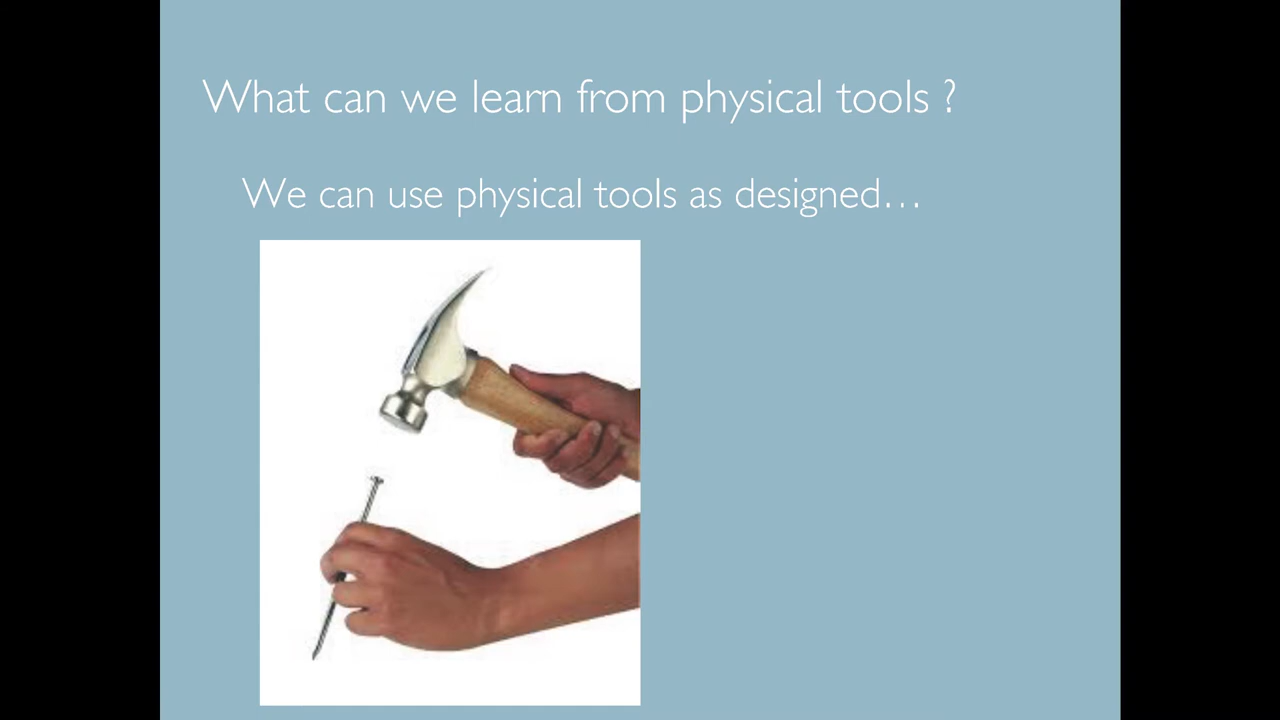 What can we learn from physical tools ?
We can use physical tools as designed…